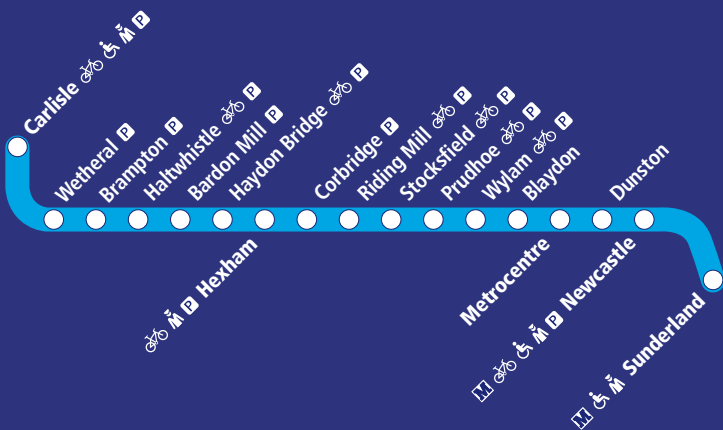 Carlisle P
Wetheral P
Brampton P
Haltwhistle P
Bardon Mill P
Haydon Bridge P
P Hexham
Corbridge P
Riding Mill P
Stocksfield P
Prudhoe P
Wylam P
Blaydon
Metrocentre
Dunston
M P Newcastle
M Sunderland